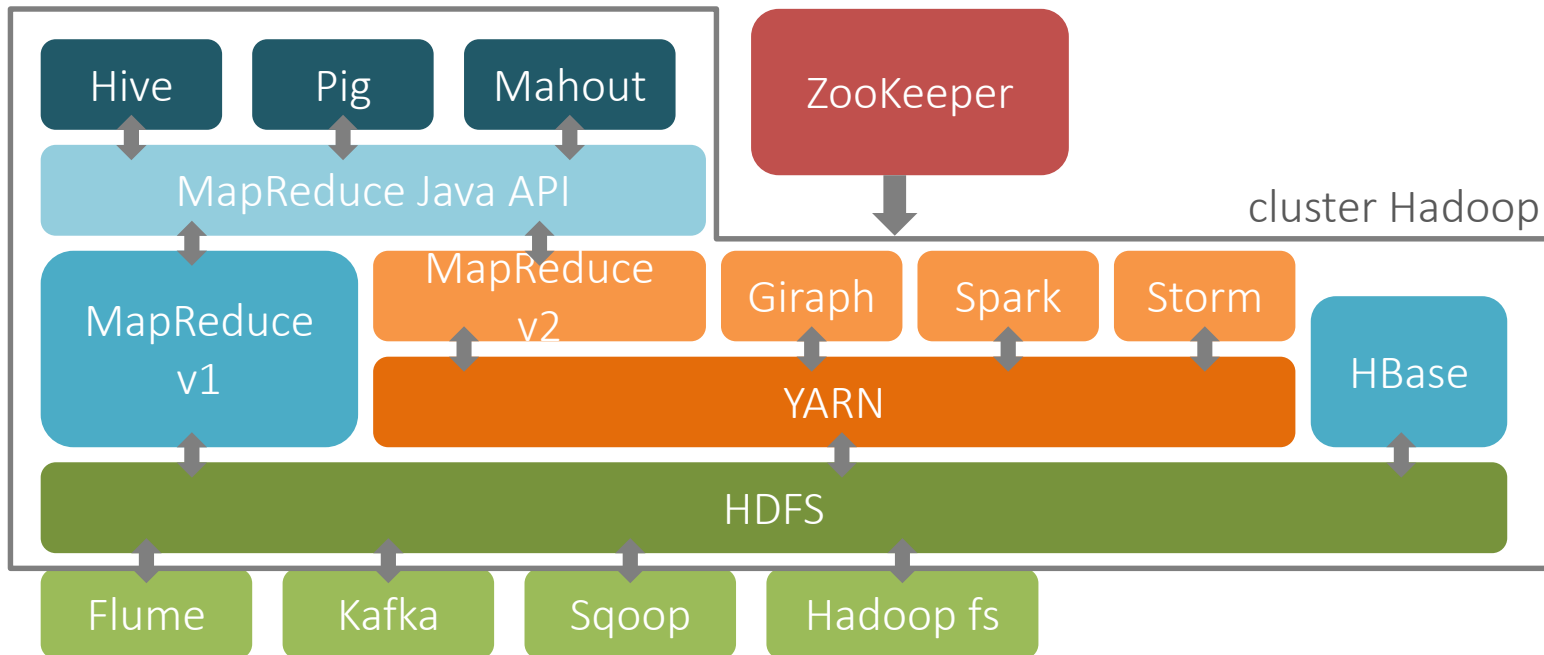 Hive
Pig
Mahout
ZooKeeper
MapReduce Java API
cluster Hadoop
MapReduce
v1
MapReduce
v2
Giraph
Spark
Storm
HBase
YARN
HDFS
Flume
Kafka
Sqoop
Hadoop fs